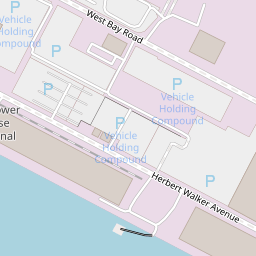 West Bay Road
P
Vehicle
Holding
Compound
P
P
Vehicle
Holding
Compound
P
Vehicle
Holding
Compound
P
Herbert Walker Avenue